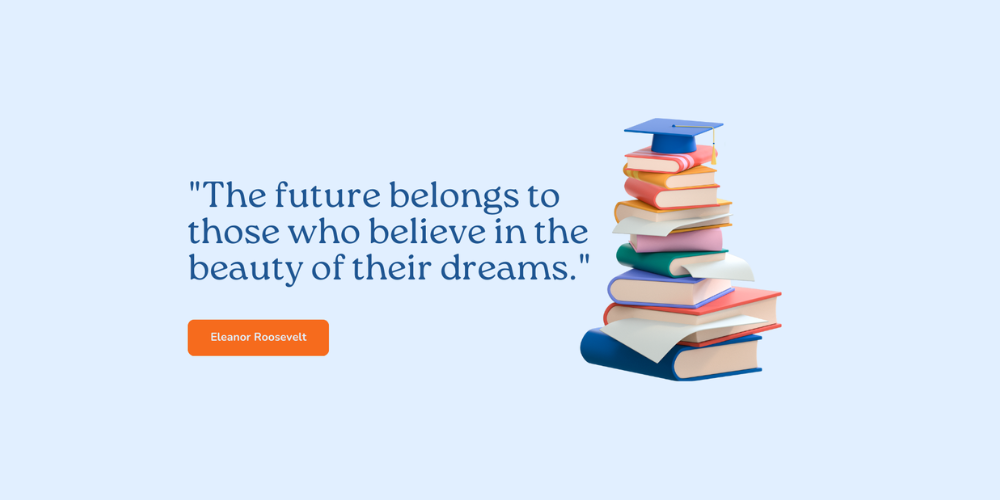 "The future belongs to
those who believe in the
beauty of their dreams."
Eleanor Roosevelt